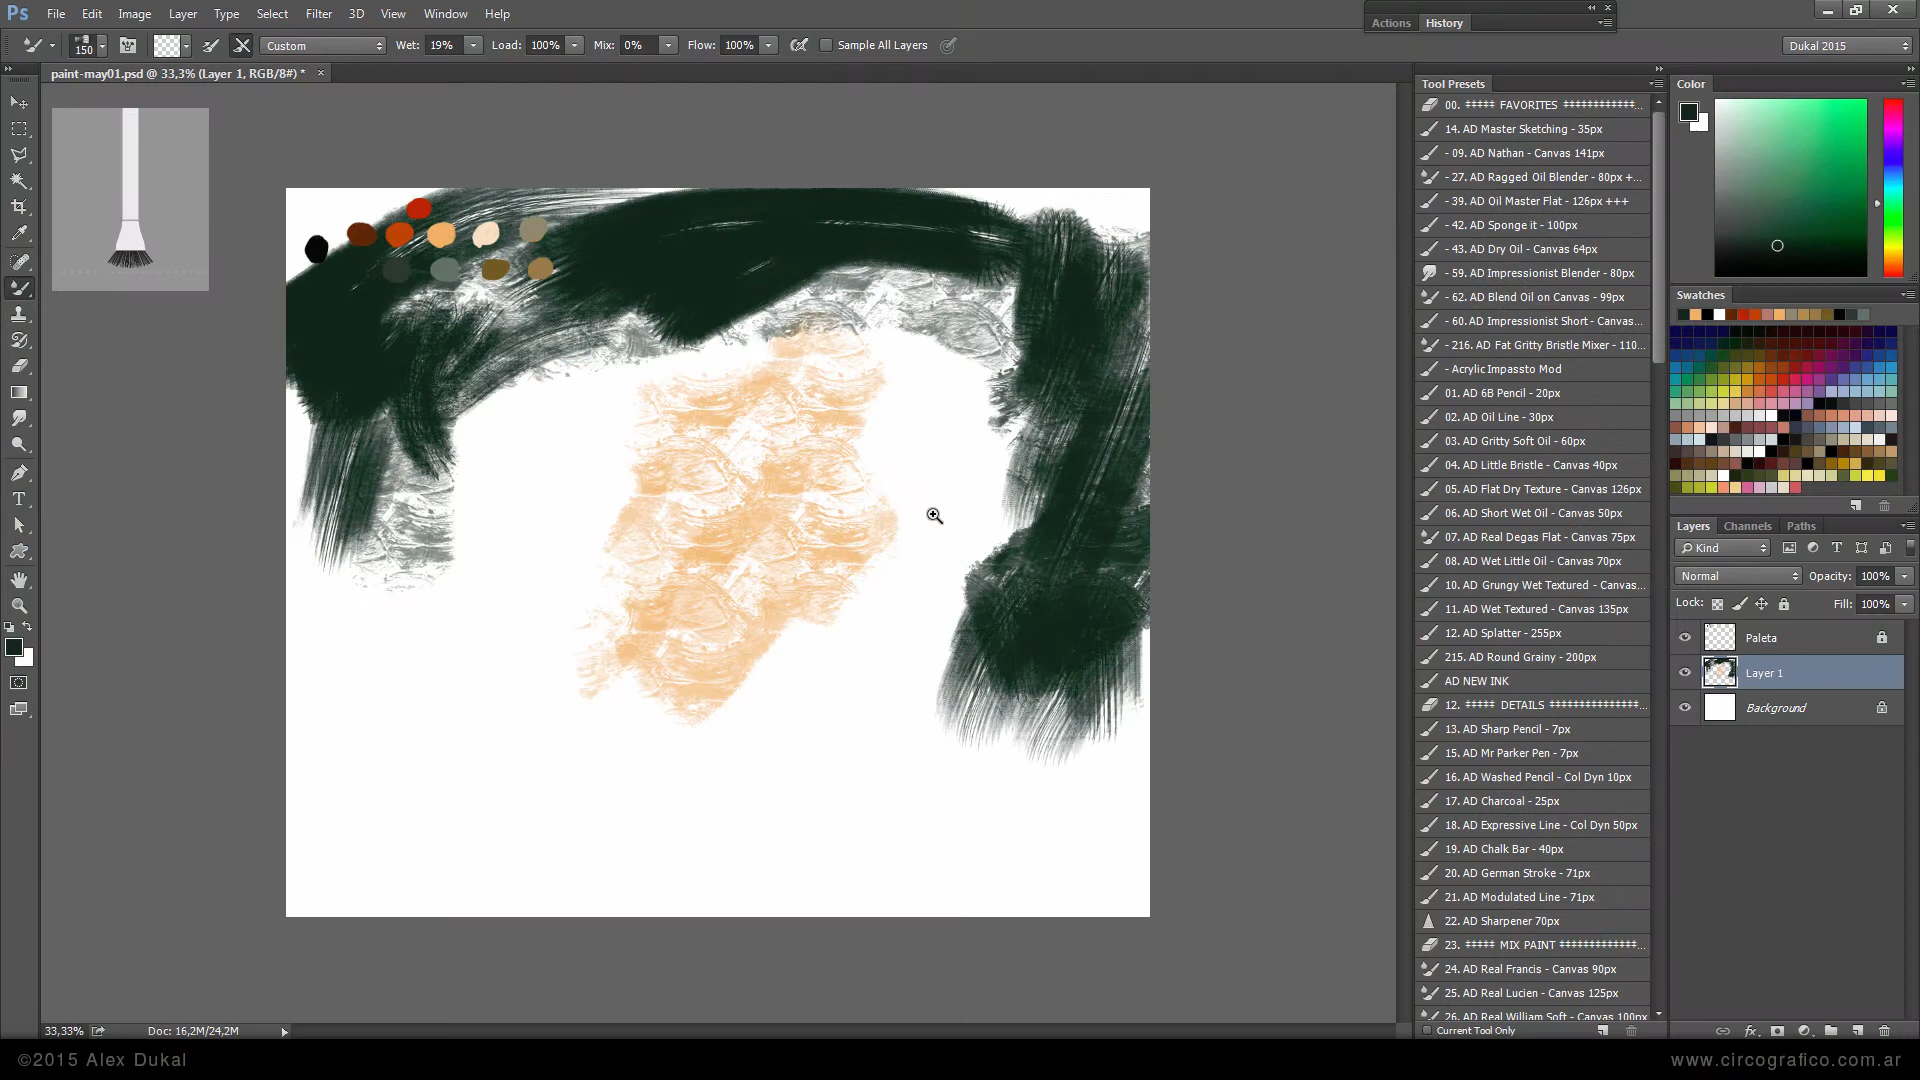 Ps File Edit Image Layer Type Select Filter 3D View Window Help
Actions History
150 Custom Wet: 19% Load: 100% Mix: 0% Flow: 100% Sample All Layers
Dukal 2015
paint-may01.psd @ 33,3% (Layer 1, RGB/8#) * ×
Tool Presets
00. ‡‡‡‡‡ FAVORITES ‡‡‡‡‡‡‡‡‡‡‡‡...
14. AD Master Sketching - 35px
- 09. AD Nathan - Canvas 141px
- 27. AD Ragged Oil Blender - 80px +...
- 39. AD Oil Master Flat - 126px +++
- 42. AD Sponge it - 100px
- 43. AD Dry Oil - Canvas 64px
- 59. AD Impressionist Blender - 80px
- 62. AD Blend Oil on Canvas - 99px
- 60. AD Impressionist Short - Canvas...
- 216. AD Fat Gritty Bristle Mixer - 110...
- Acrylic Impassto Mod
01. AD 6B Pencil - 20px
02. AD Oil Line - 30px
03. AD Gritty Soft Oil - 60px
04. AD Little Bristle - Canvas 40px
05. AD Flat Dry Texture - Canvas 126px
06. AD Short Wet Oil - Canvas 50px
07. AD Real Degas Flat - Canvas 75px
08. AD Wet Little Oil - Canvas 70px
10. AD Grungy Wet Textured - Canvas...
11. AD Wet Textured - Canvas 135px
12. AD Splatter - 255px
215. AD Round Grainy - 200px
AD NEW INK
12. ‡‡‡‡‡ DETAILS ‡‡‡‡‡‡‡‡‡‡‡‡‡‡‡...
13. AD Sharp Pencil - 7px
15. AD Mr Parker Pen - 7px
16. AD Washed Pencil - Col Dyn 10px
17. AD Charcoal - 25px
18. AD Expressive Line - Col Dyn 50px
19. AD Chalk Bar - 40px
20. AD German Stroke - 71px
21. AD Modulated Line - 71px
22. AD Sharpener 70px
23. ‡‡‡‡‡ MIX PAINT ‡‡‡‡‡‡‡‡‡‡‡‡‡...
24. AD Real Francis - Canvas 90px
25. AD Real Lucien - Canvas 125px
26. AD Real William Soft - Canvas 100px
Current Tool Only
Color
Swatches
Layers Channels Paths
Kind
Normal Opacity: 100%
Lock: Fill: 100%
Paleta
Layer 1
Background
33,33% Doc: 16,2M/24,2M
©2015 Alex Dukal
www.circografico.com.ar